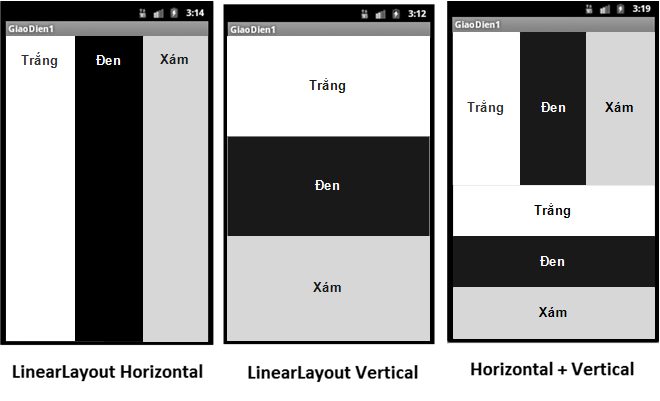 3:14
GiaoDien1
Trắng Đen Xám
LinearLayout Horizontal
3:12
GiaoDien1
Trắng
Đen
Xám
LinearLayout Vertical
3:19
GiaoDien1
Trắng Đen Xám
Trắng
Đen
Xám
Horizontal + Vertical